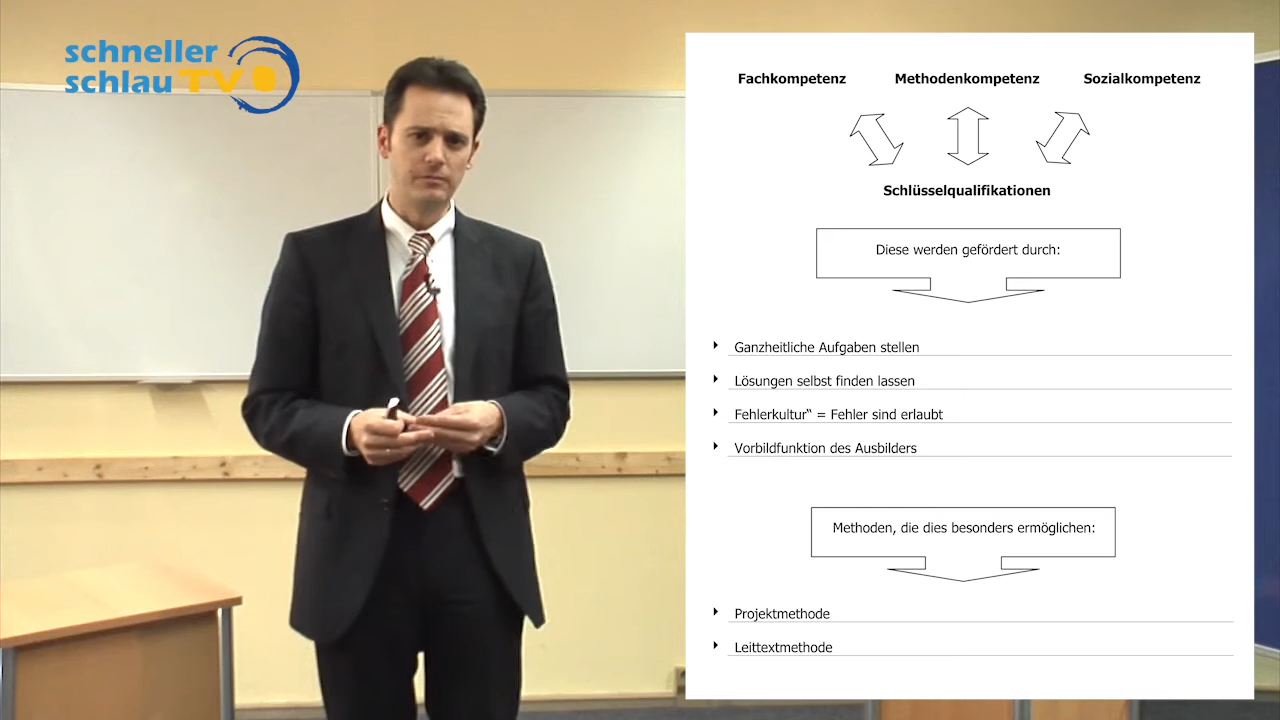 schneller
schlau TV
Fachkompetenz Methodenkompetenz Sozialkompetenz
Schlüsselqualifikationen
Diese werden gefördert durch:
Ganzheitliche Aufgaben stellen
Lösungen selbst finden lassen
Fehlerkultur“ = Fehler sind erlaubt
Vorbildfunktion des Ausbilders
Methoden, die dies besonders ermöglichen:
Projektmethode
Leittextmethode